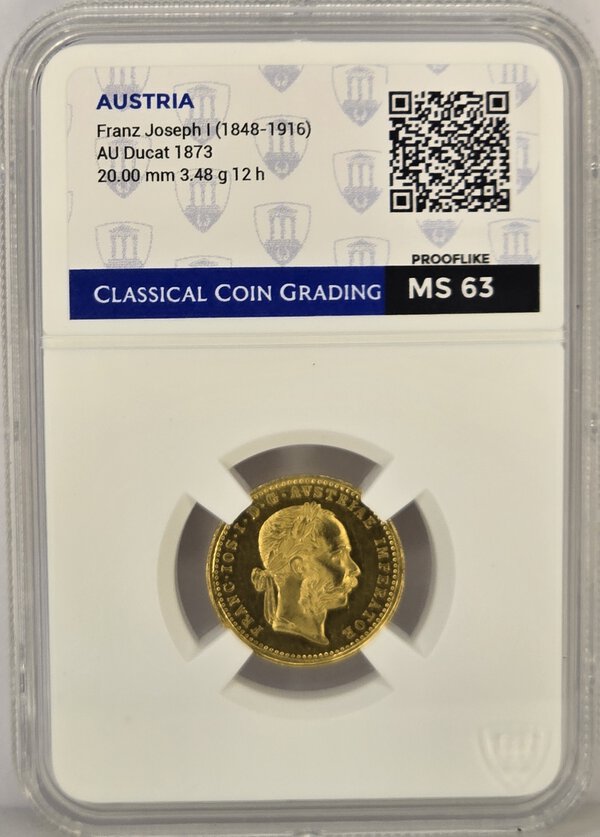 AUSTRIA
Franz Joseph I (1848-1916)
AU Ducat 1873
20.00 mm 3.48 g 12 h
PROOFLIKE
CLASSICAL COIN GRADING
MS 63
FRANC·IOS·I·D·G·AVSTRIAE IMPERATOR